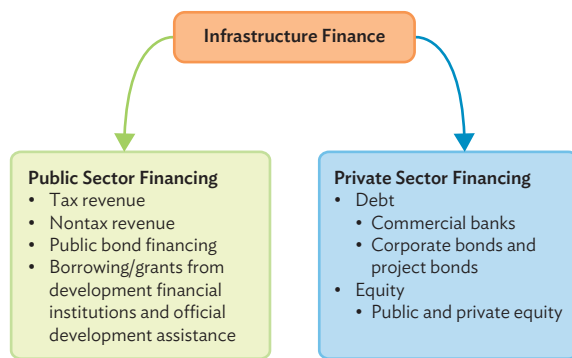 Infrastructure Finance
Public Sector Financing
• Tax revenue
• Nontax revenue
• Public bond financing
• Borrowing/grants from
development financial
institutions and official
development assistance
Private Sector Financing
• Debt
• Commercial banks
• Corporate bonds and
project bonds
• Equity
• Public and private equity